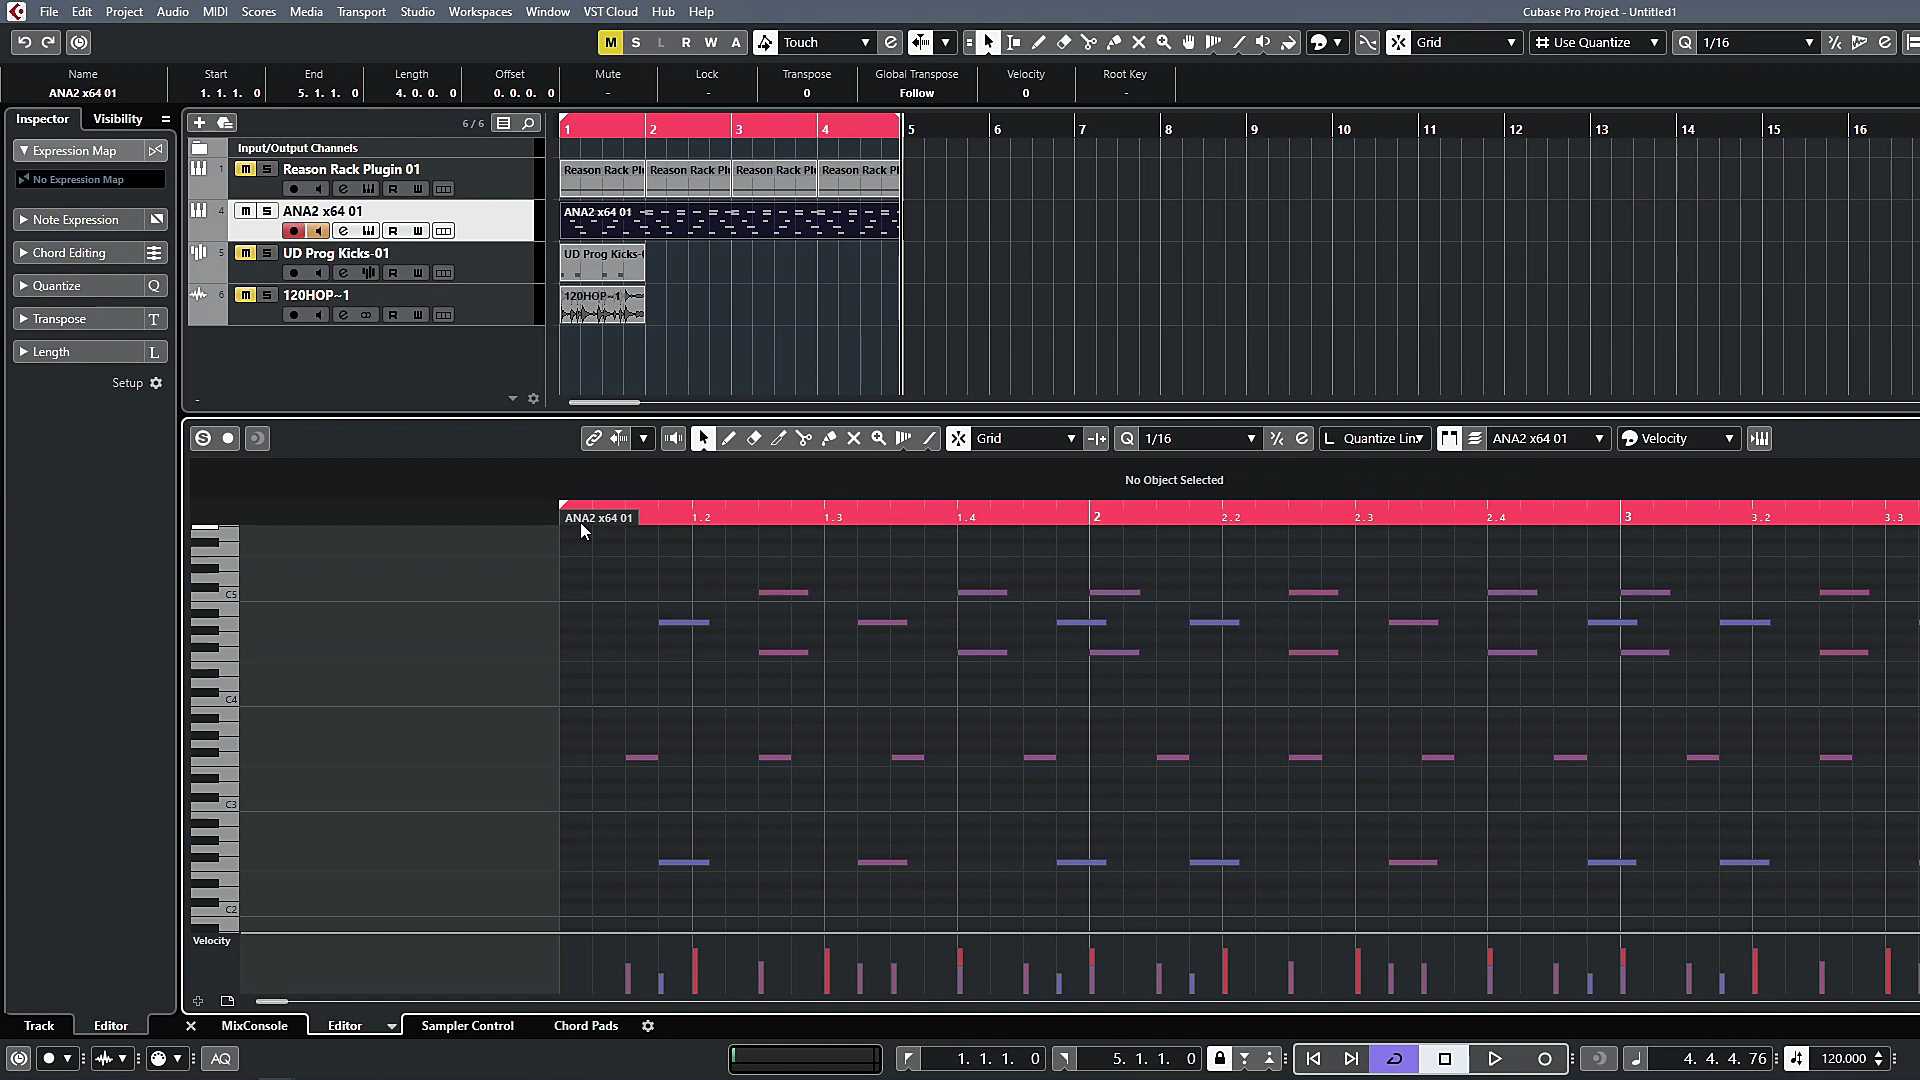 File Edit Project Audio MIDI Scores Media Transport Studio Workspaces Window VST Cloud Hub Help
Cubase Pro Project - Untitled1
M S L R W A Touch Grid Use Quantize 1/16
Name Start End Length Offset Mute Lock Transpose Global Transpose Velocity Root Key
ANA2 x64 01 1. 1. 1. 0 5. 1. 1. 0 4. 0. 0. 0 0. 0. 0. 0 - - 0 Follow 0 -
Inspector Visibility
6 / 6
1 2 3 4 5 6 7 8 9 10 11 12 13 14 15 16
Expression Map
No Expression Map
Note Expression
Chord Editing
Quantize Q
Transpose T
Length L
Setup
Input/Output Channels
1 m S Reason Rack Plugin 01
R
Reason Rack Pl Reason Rack Pl Reason Rack Pl Reason Rack Pl
4 m S ANA2 x64 01
R
ANA2 x64 01
5 m S UD Prog Kicks-01
R
UD Prog Kicks-
6 m S 120HOP~1
R
120HOP~1
Grid 1/16 Quantize Lin ANA2 x64 01 Velocity
No Object Selected
ANA2 x64 01 1.2 1.3 1.4 2 2.2 2.3 2.4 3 3.2 3.3
C5
C4
C3
C2
Velocity
Track Editor MixConsole Editor Sampler Control Chord Pads
AQ 1. 1. 1. 0 5. 1. 1. 0 4. 4. 4. 76 120.000